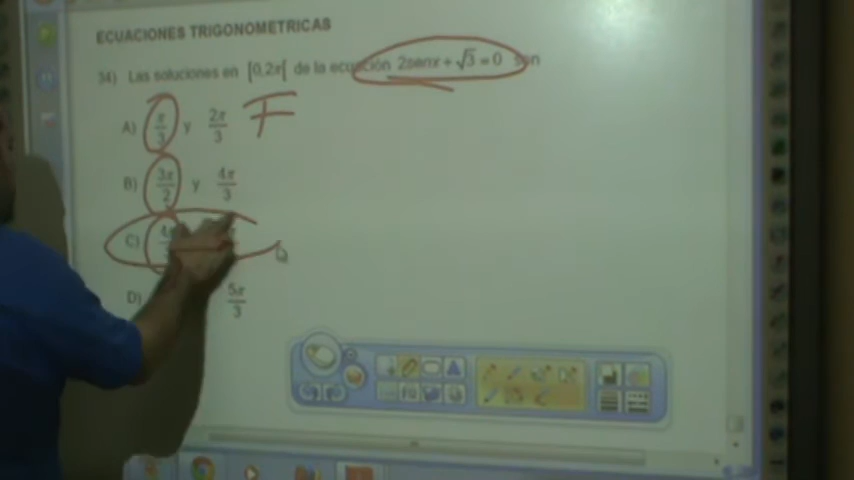 ECUACIONES TRIGONOMETRICAS
34) Las soluciones en [0,2π[ de la ecuación 2senx + √3 = 0 son
A) π/3 y 2π/3 F
B) 3π/2 y 4π/3
C)
D) 5π/3